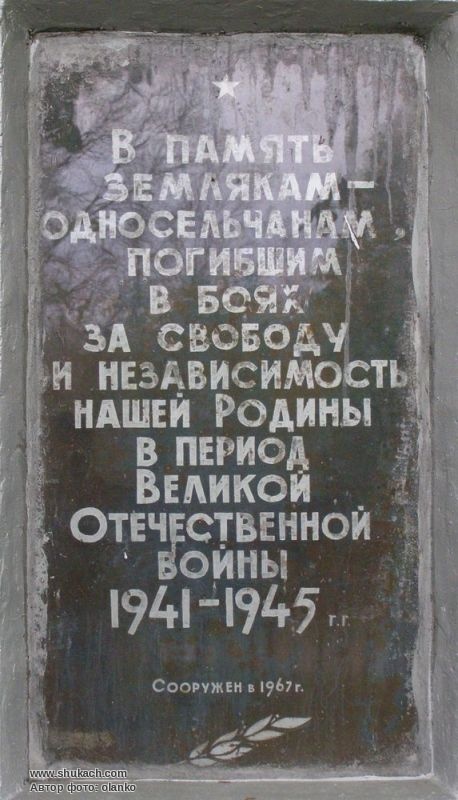 В ПАМЯТЬ
ЗЕМЛЯКАМ–
ОДНОСЕЛЬЧАНАМ,
ПОГИБШИМ
В БОЯХ
ЗА СВОБОДУ
И НЕЗАВИСИМОСТЬ
НАШЕЙ РОДИНЫ
В ПЕРИОД
ВЕЛИКОЙ
ОТЕЧЕСТВЕННОЙ
ВОЙНЫ
1941–1945 г.г.
СООРУЖЕН в 1967г.
www.shukach.com
Автор фото: olanko